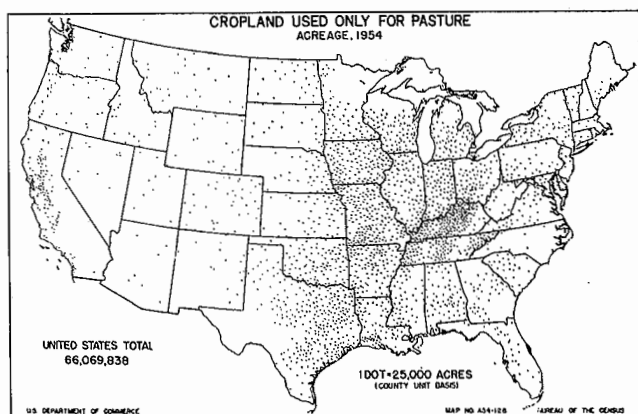 CROPLAND USED ONLY FOR PASTURE
ACREAGE, 1954
UNITED STATES TOTAL
66,069,838
1 DOT=25,000 ACRES
(COUNTY UNIT BASIS)
U.S. DEPARTMENT OF COMMERCE
MAP NO. A54-126
BUREAU OF THE CENSUS